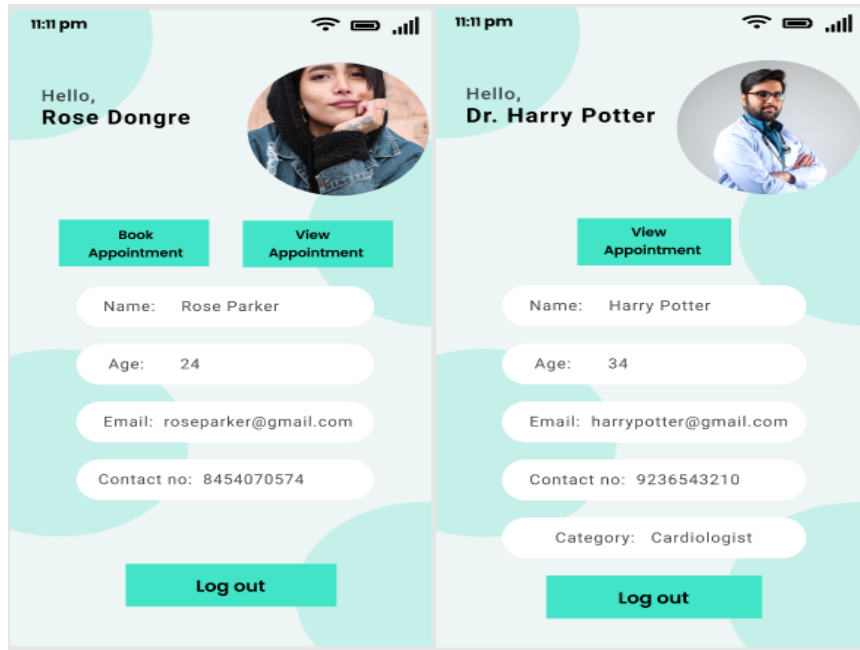 11:11 pm
Hello,
Rose Dongre
Book
Appointment
View
Appointment
Name: Rose Parker
Age: 24
Email: roseparker@gmail.com
Contact no: 8454070574
Log out
11:11 pm
Hello,
Dr. Harry Potter
View
Appointment
Name: Harry Potter
Age: 34
Email: harrypotter@gmail.com
Contact no: 9236543210
Category: Cardiologist
Log out